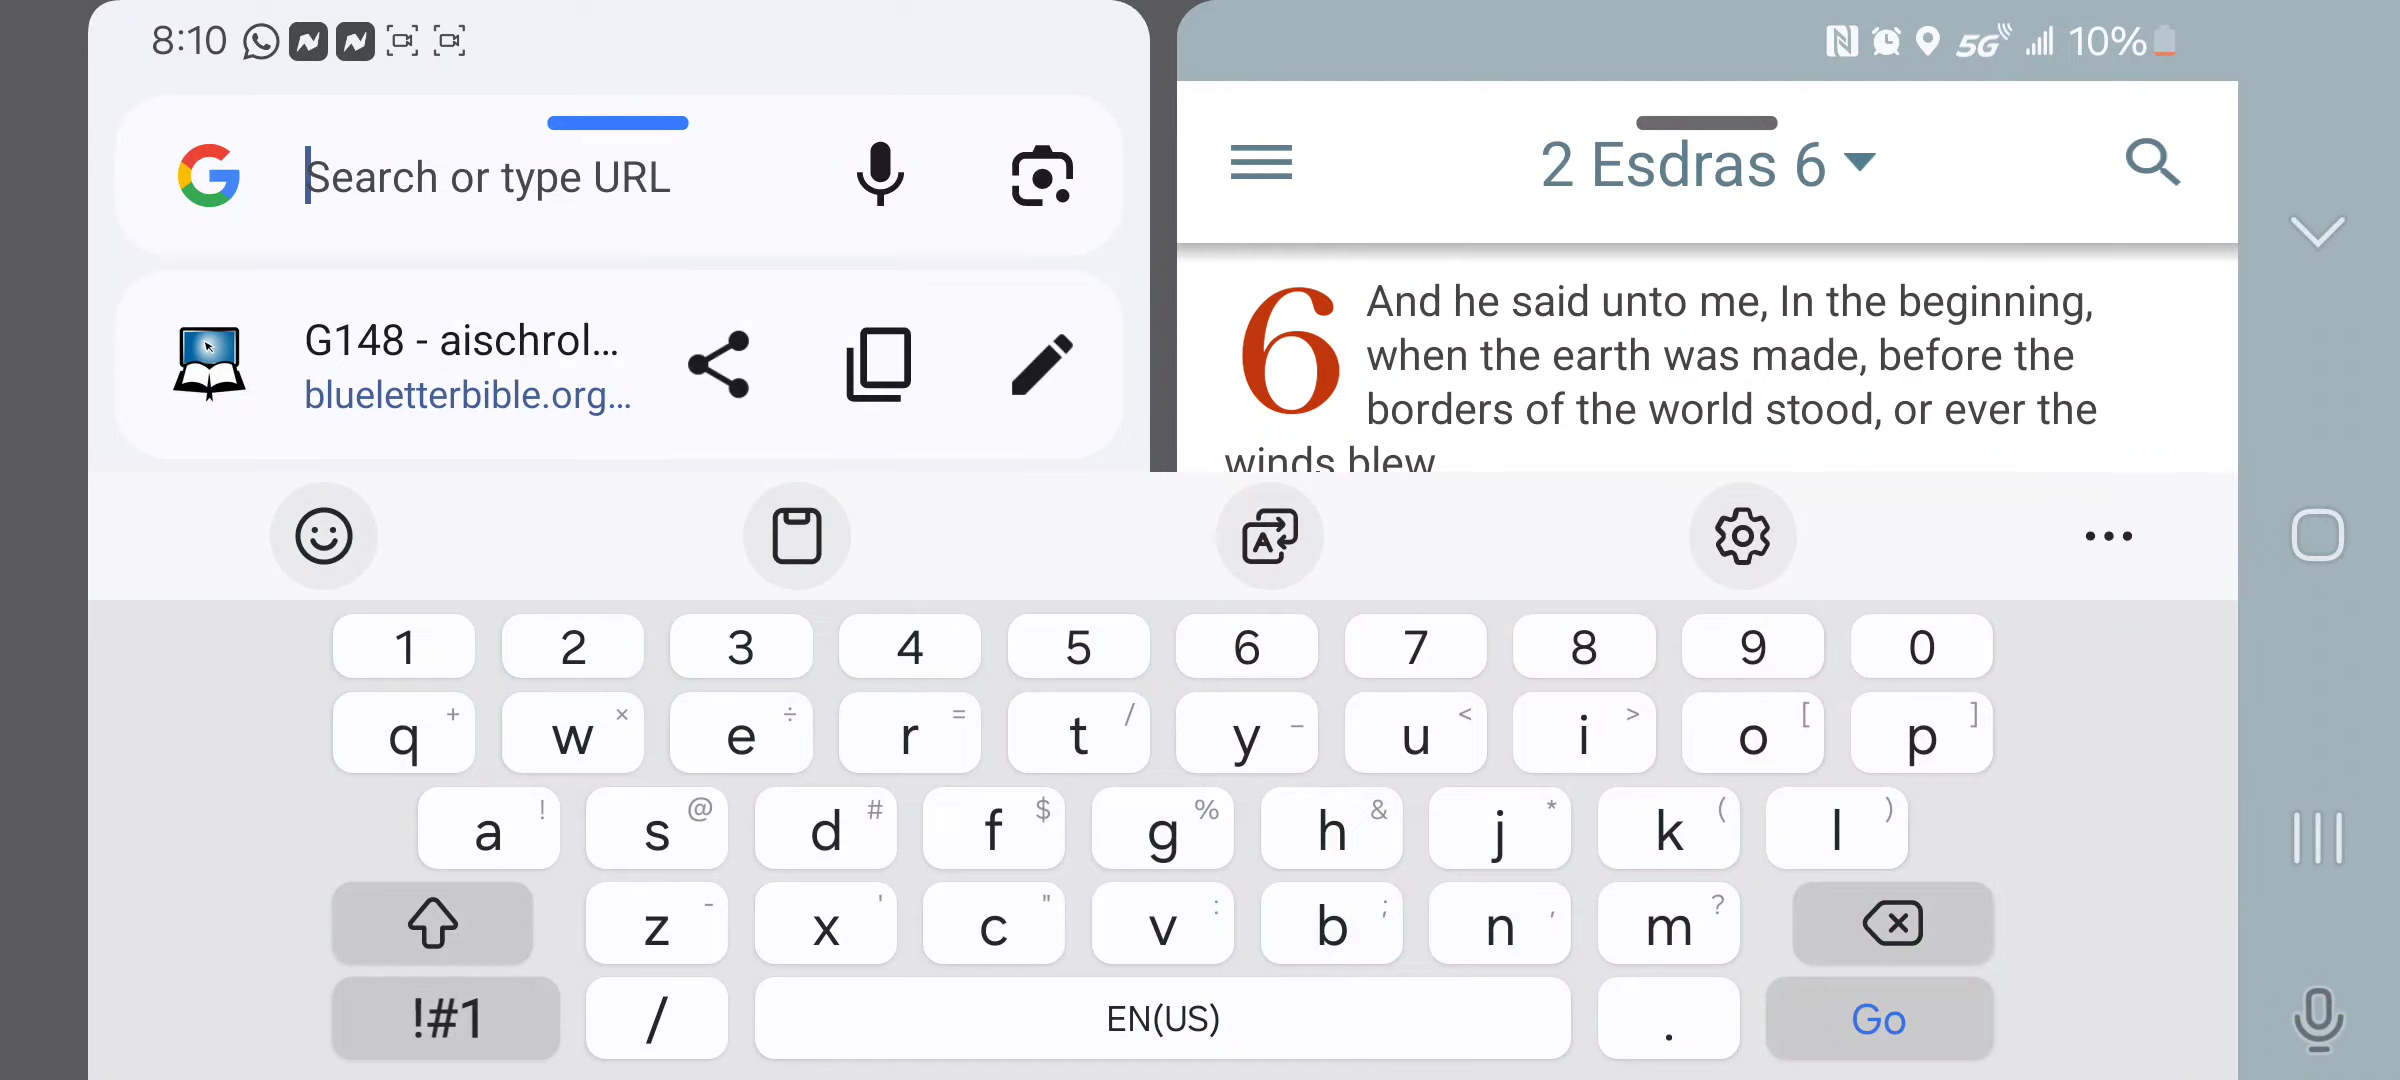 8:10
5G 10%
Search or type URL
G148 - aischrol...
blueletterbible.org...
2 Esdras 6
6 And he said unto me, In the beginning,
when the earth was made, before the
borders of the world stood, or ever the
winds blew
1 2 3 4 5 6 7 8 9 0
q + w × e ÷ r = t / y _ u < i > o [ p ]
a ! s @ d # f $ g % h & j * k ( l )
z - x ' c " v : b ; n , m ?
!#1 / EN(US) . Go